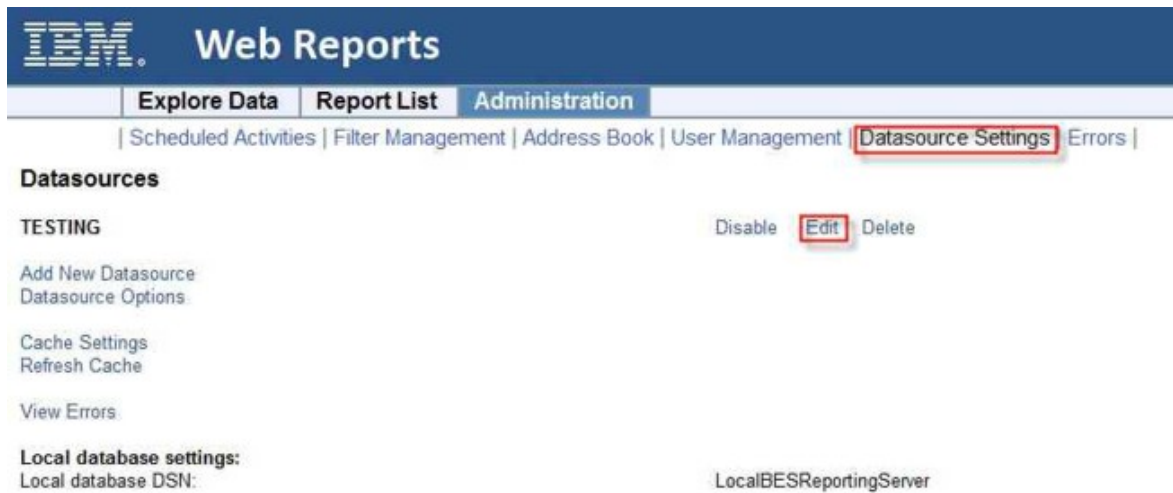 IBM. Web Reports
Explore Data | Report List | Administration
| Scheduled Activities | Filter Management | Address Book | User Management | Datasource Settings | Errors |
Datasources
TESTING Disable Edit Delete
Add New Datasource
Datasource Options
Cache Settings
Refresh Cache
View Errors
Local database settings:
Local database DSN: LocalBESReportingServer